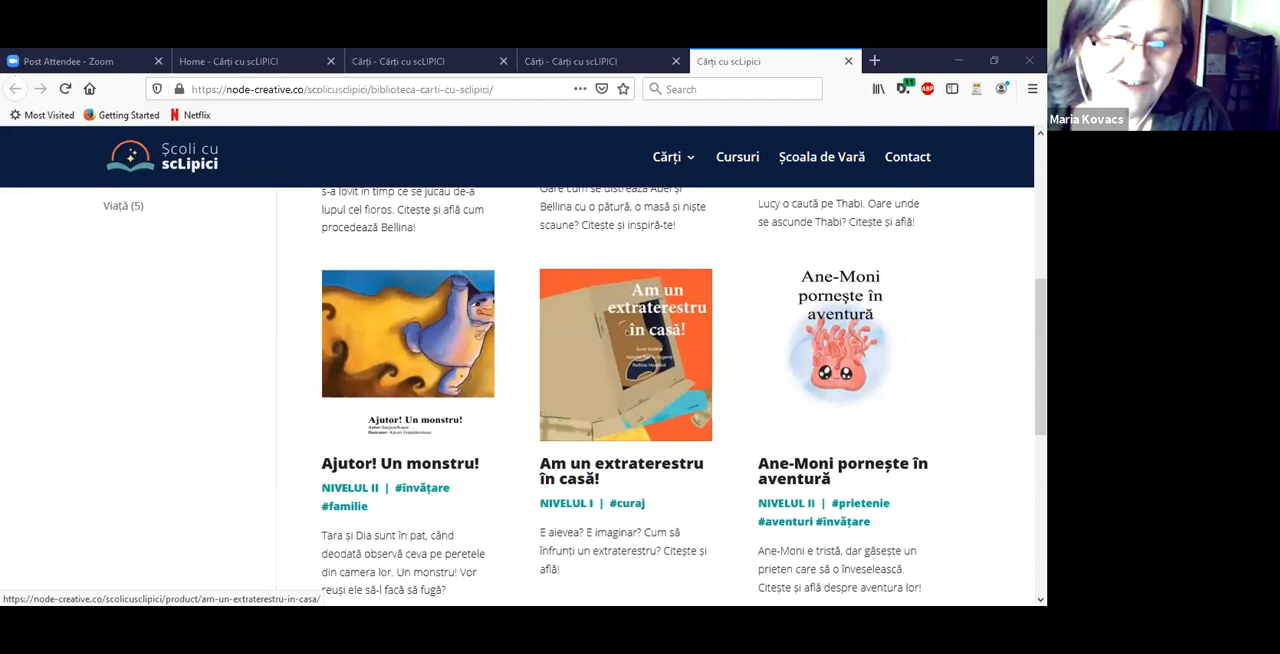 Post Attendee - Zoom
Home - Cărți cu scLIPICI
Cărți - Cărți cu scLIPICI
Cărți - Cărți cu scLIPICI
Cărți cu scLipici
https://node-creative.co/scolicusclipici/biblioteca-carti-cu-sclipici/
Search
11
ABP
Most Visited
Getting Started
Netflix
Maria Kovacs
Școli cu
scLipici
Cărți
Cursuri
Școala de Vară
Contact
Viață (5)
s-a lovit în timp ce se jucau de-a
lupul cel fioros. Citește și află cum
procedează Bellina!
Oare cum se distrează Abel și
Bellina cu o pătură, o masă și niște
scaune? Citește și inspiră-te!
Lucy o caută pe Thabi. Oare unde
se ascunde Thabi? Citește și află!
Ajutor! Un monstru!
Am un
extraterestru
în casă!
Ane-Moni
pornește în
aventură
Ajutor! Un monstru!
NIVELUL II | #învățare
#familie
Tara și Dia sunt în pat, când
deodată observă ceva pe peretele
din camera lor. Un monstru! Vor
reuși ele să-l facă să fugă?
Am un extraterestru
în casă!
NIVELUL I | #curaj
E aievea? E imaginar? Cum să
înfrunți un extraterestru? Citește și
află!
Ane-Moni pornește în
aventură
NIVELUL II | #prietenie
#aventuri #învățare
Ane-Moni e tristă, dar găsește un
prieten care să o înveselească.
Citește și află despre aventura lor!
https://node-creative.co/scolicusclipici/product/am-un-extraterestru-in-casa/